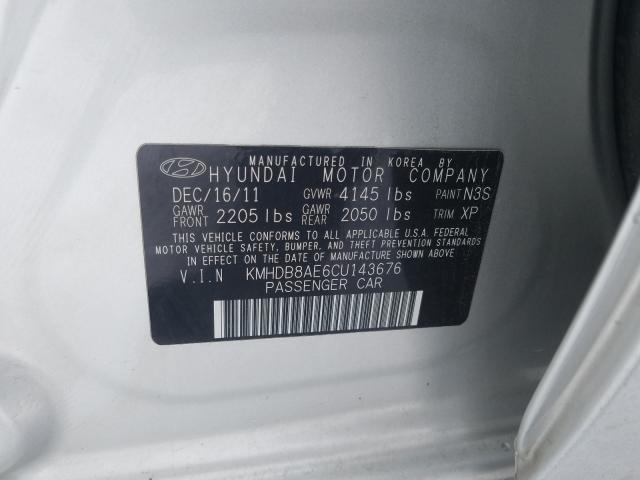 MANUFACTURED IN KOREA BY
HYUNDAI MOTOR COMPANY
DEC/16/11 GVWR 4145 lbs PAINT N3S
GAWR FRONT 2205 lbs GAWR REAR 2050 lbs TRIM XP
THIS VEHICLE CONFORMS TO ALL APPLICABLE U.S.A. FEDERAL
MOTOR VEHICLE SAFETY, BUMPER, AND THEFT PREVENTION STANDARDS
IN EFFECT ON THE DATE OF MANUFACTURE SHOWN ABOVE.
V.I.N KMHDB8AE6CU143676
PASSENGER CAR